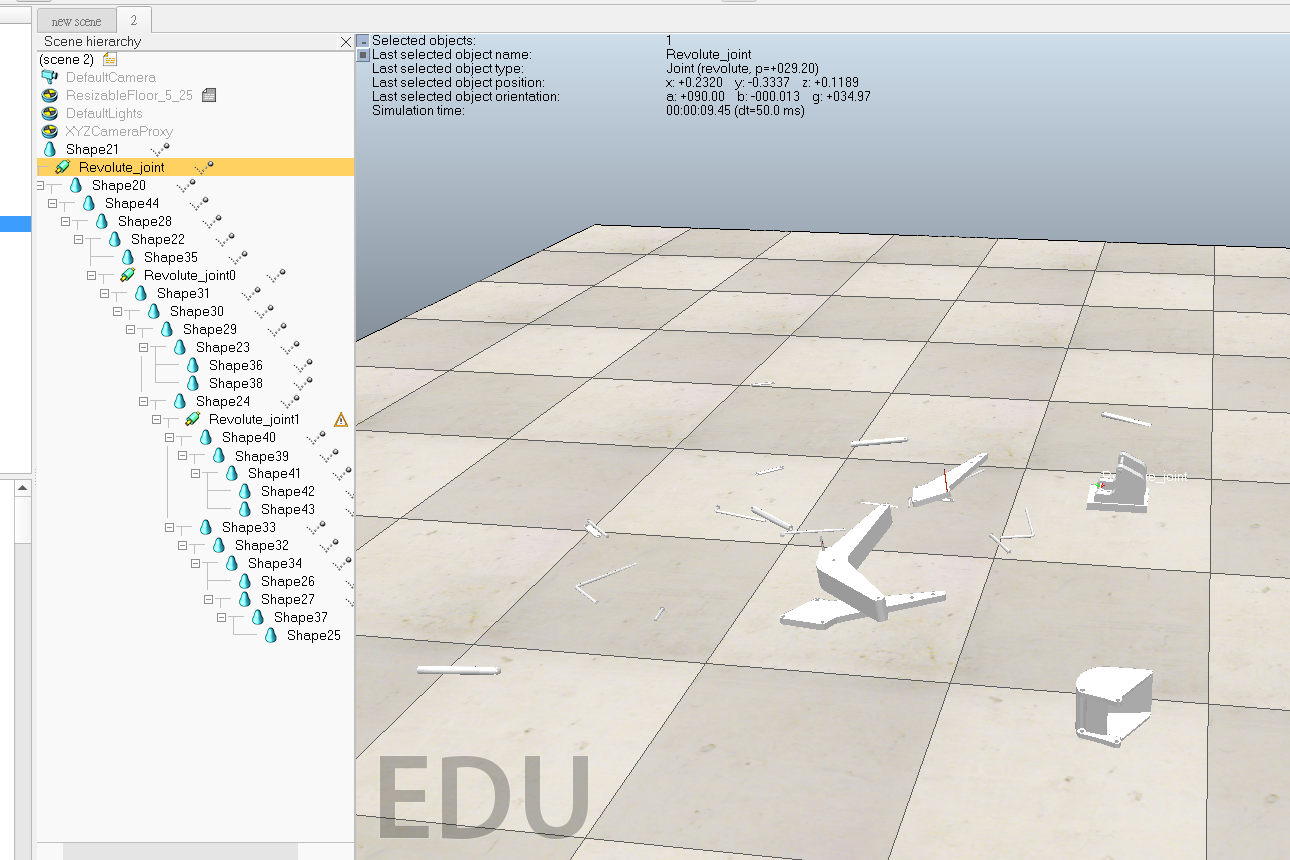 new scene
2
Scene hierarchy
(scene 2)
DefaultCamera
ResizableFloor_5_25
DefaultLights
XYZCameraProxy
Shape21
Revolute_joint
Shape20
Shape44
Shape28
Shape22
Shape35
Revolute_joint0
Shape31
Shape30
Shape29
Shape23
Shape36
Shape38
Shape24
Revolute_joint1
Shape40
Shape39
Shape41
Shape42
Shape43
Shape33
Shape32
Shape34
Shape26
Shape27
Shape37
Shape25
Selected objects: 1
Last selected object name: Revolute_joint
Last selected object type: Joint (revolute, p=+029.20)
Last selected object position: x: +0.2320 y: -0.3337 z: +0.1189
Last selected object orientation: a: +090.00 b: -000.013 g: +034.97
Simulation time: 00:00:09.45 (dt=50.0 ms)
Revolute_joint
EDU